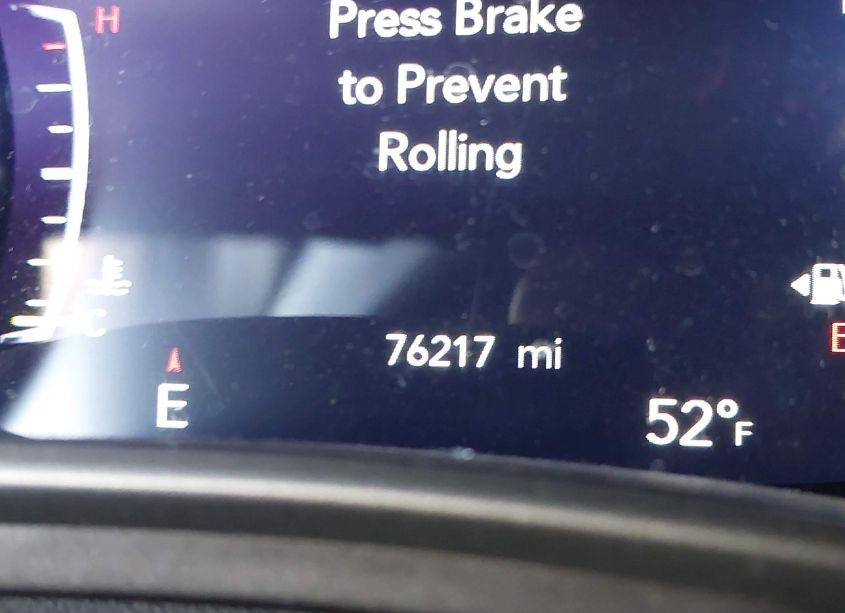 H
Press Brake
to Prevent
Rolling
C
E
76217 mi
E
52°F